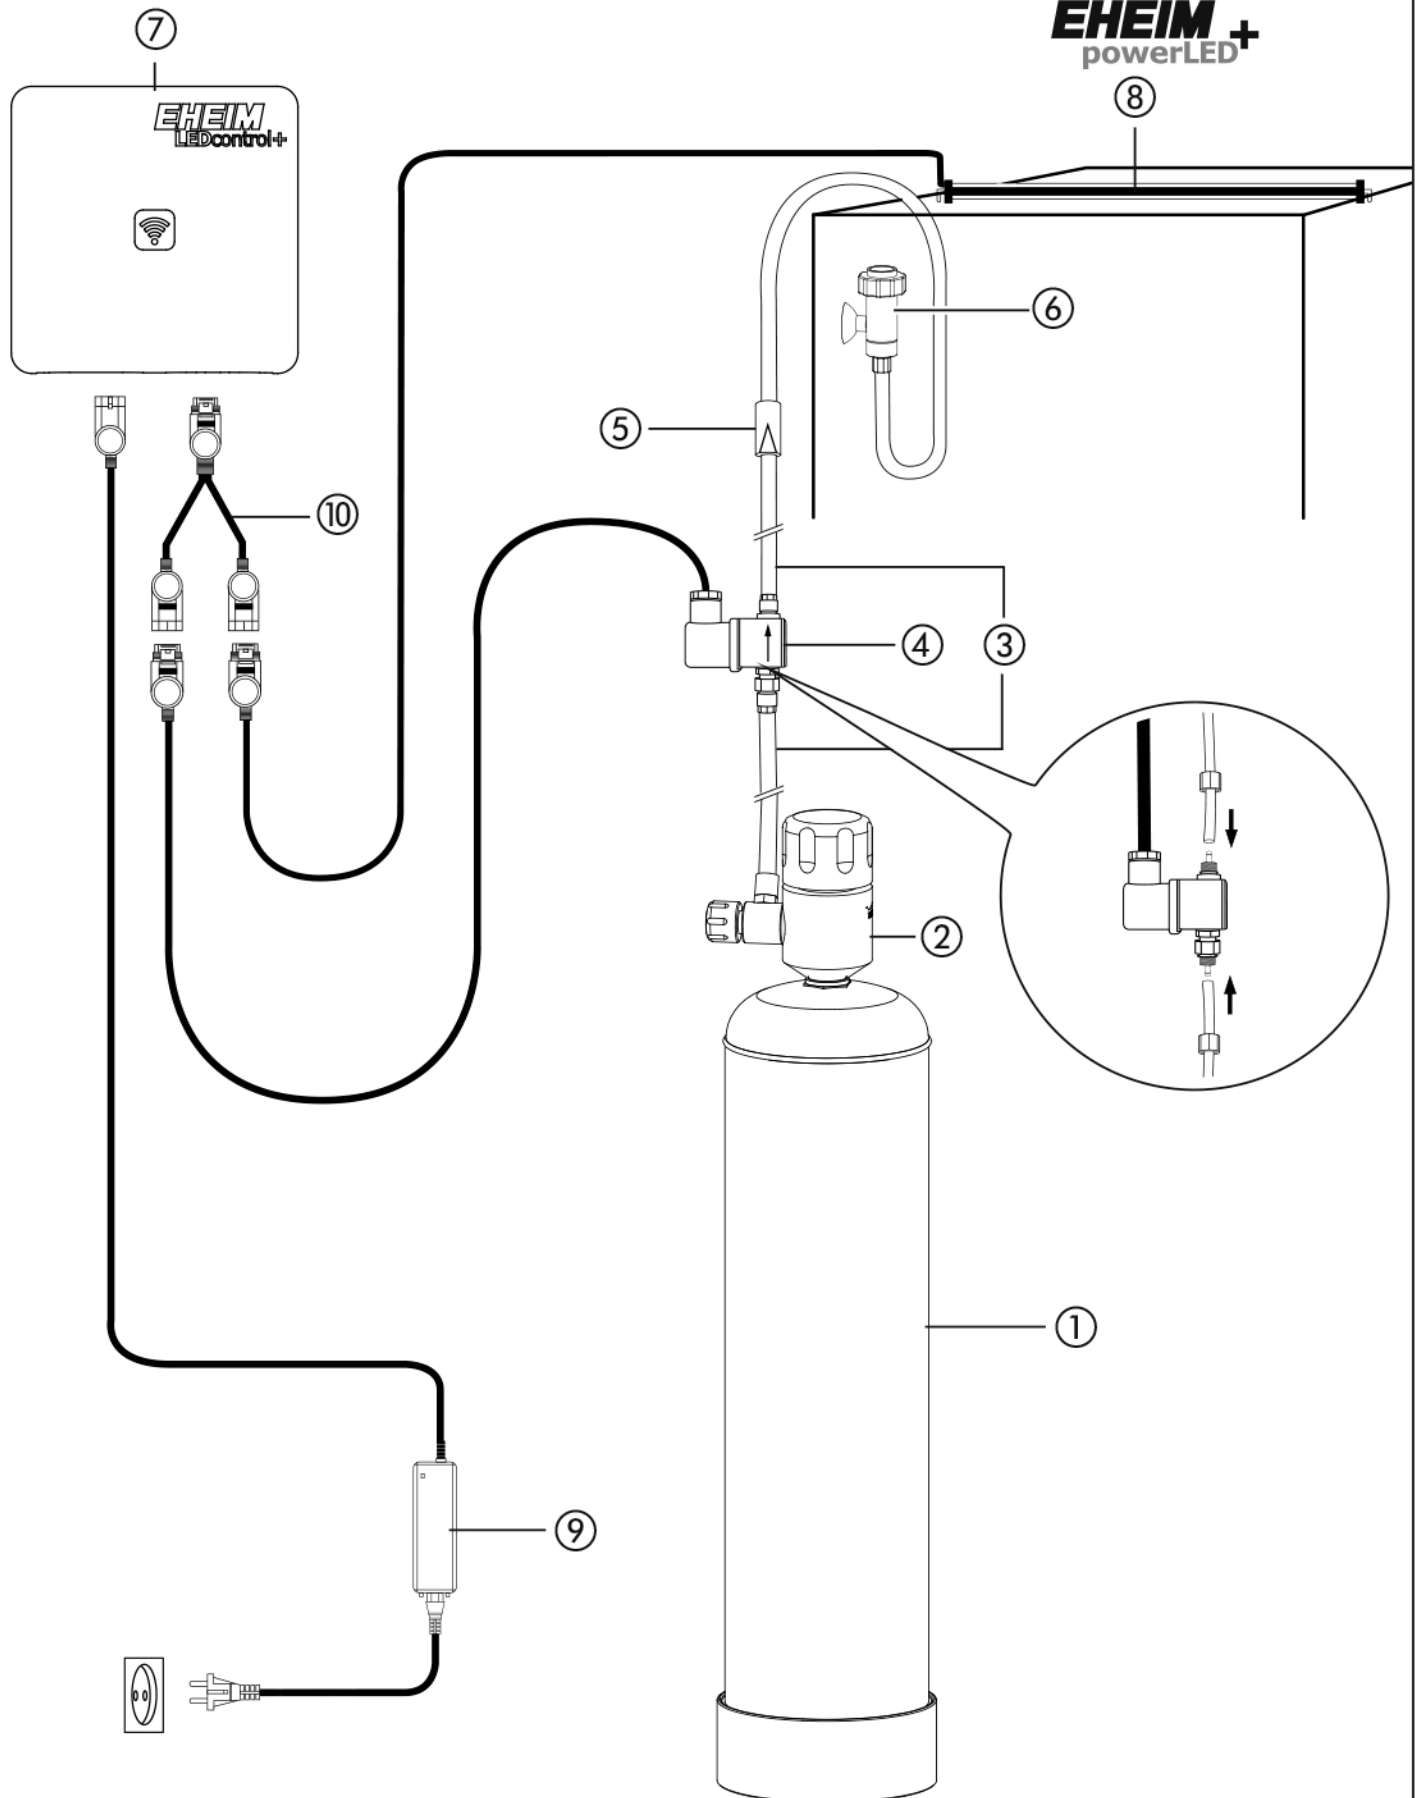 EHEIM
powerLED+
⑦
⑧
EHEIM
LEDcontrol+
⑥
⑤
⑩
④
③
②
①
⑨